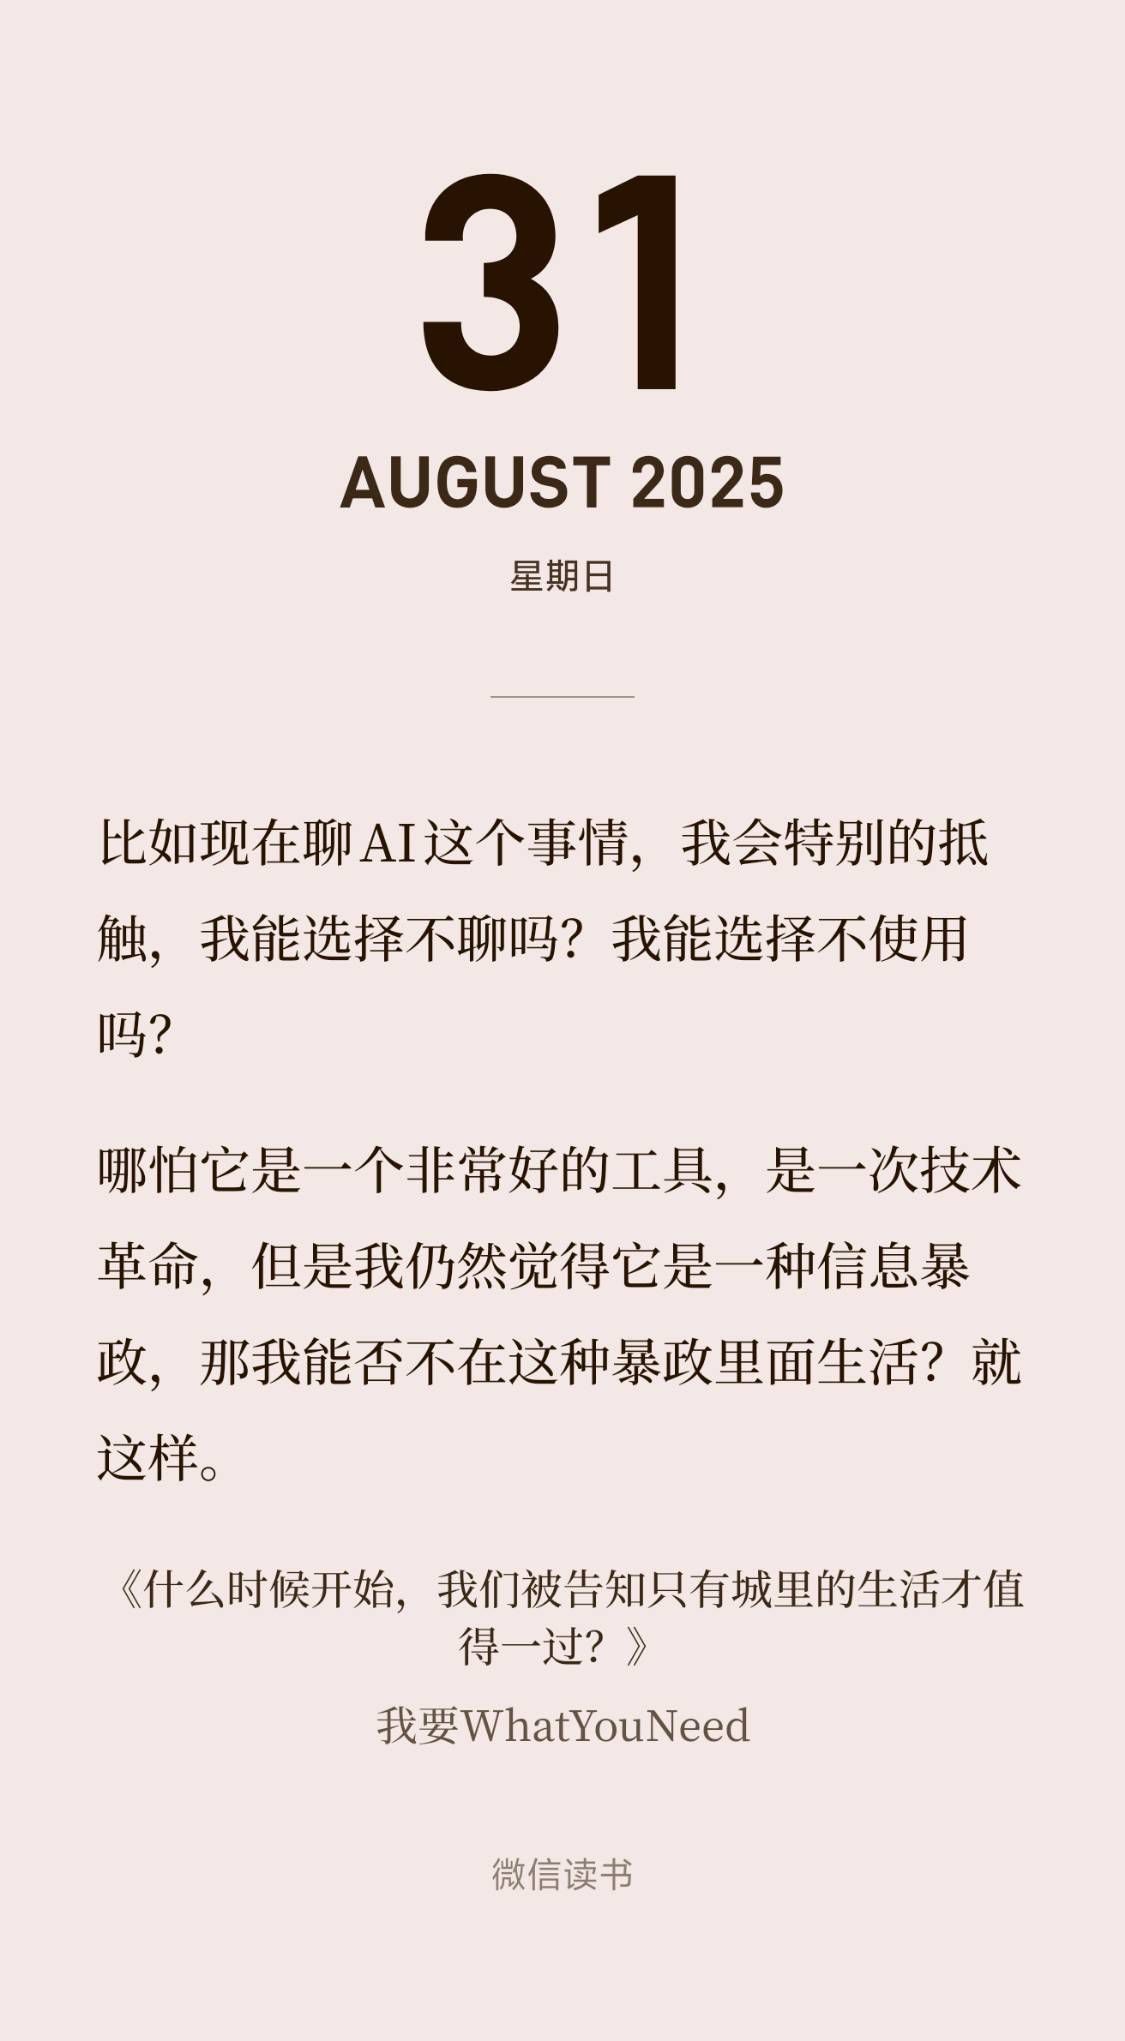 31
AUGUST 2025
星期日
比如现在聊AI这个事情，我会特别的抵
触，我能选择不聊吗？我能选择不使用
吗？
哪怕它是一个非常好的工具，是一次技术
革命，但是我仍然觉得它是一种信息暴
政，那我能否不在这种暴政里面生活？就
这样。
《什么时候开始，我们被告知只有城里的生活才值
得一过？》
我要WhatYouNeed
微信读书